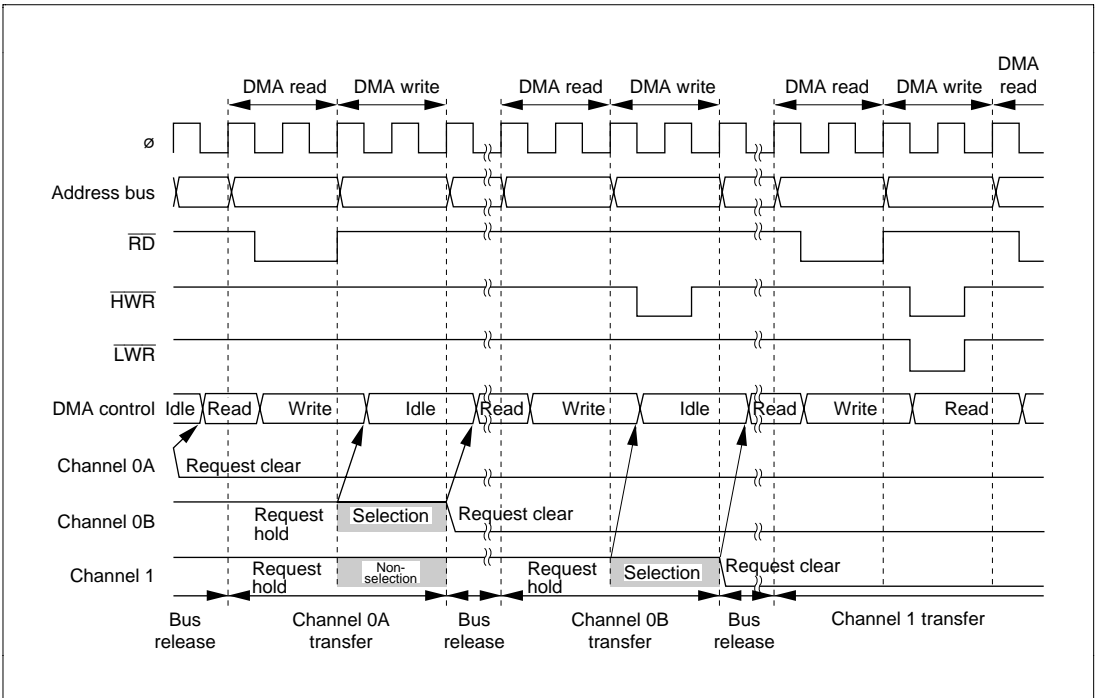 DMA read DMA write DMA read DMA write DMA read DMA write DMA read
ø
Address bus
RD
HWR
LWR
DMA control Idle Read Write Idle Read Write Idle Read Write Read
Channel 0A Request clear
Channel 0B Request hold Selection Request clear
Channel 1 Request hold Non-selection Request hold Selection Request clear
Bus release Channel 0A transfer Bus release Channel 0B transfer Bus release Channel 1 transfer